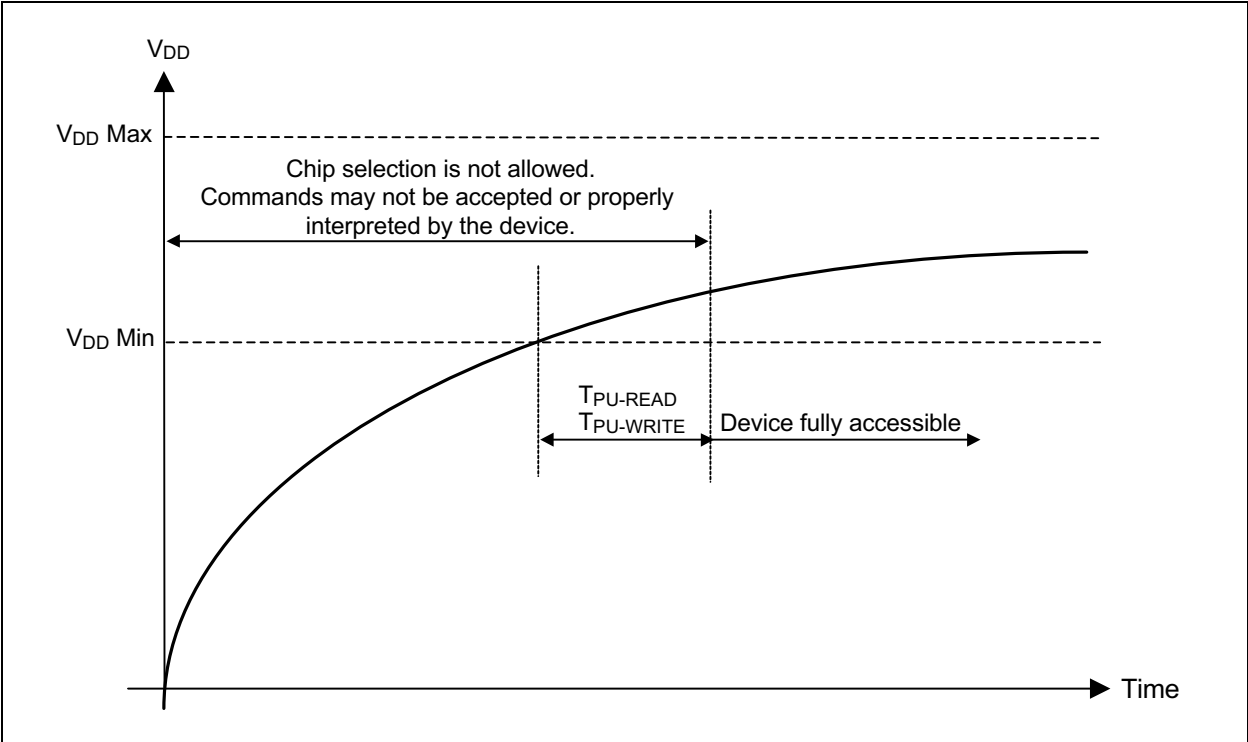 VDD
VDD Max
Chip selection is not allowed.
Commands may not be accepted or properly
interpreted by the device.
VDD Min
TPU-READ
TPU-WRITE
Device fully accessible
Time